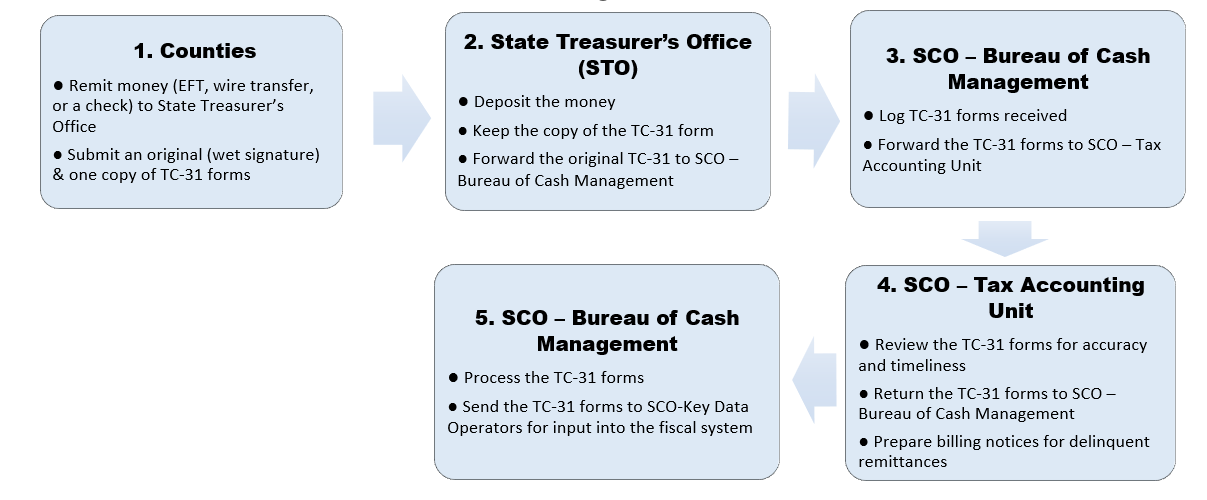 1. Counties
● Remit money (EFT, wire transfer,
or a check) to State Treasurer’s
Office
● Submit an original (wet signature)
& one copy of TC-31 forms
2. State Treasurer’s Office
(STO)
● Deposit the money
● Keep the copy of the TC-31 form
● Forward the original TC-31 to SCO –
Bureau of Cash Management
3. SCO – Bureau of Cash
Management
● Log TC-31 forms received
● Forward the TC-31 forms to SCO – Tax
Accounting Unit
4. SCO – Tax Accounting
Unit
● Review the TC-31 forms for accuracy
and timeliness
● Return the TC-31 forms to SCO –
Bureau of Cash Management
● Prepare billing notices for delinquent
remittances
5. SCO – Bureau of Cash
Management
● Process the TC-31 forms
● Send the TC-31 forms to SCO-Key Data
Operators for input into the fiscal system